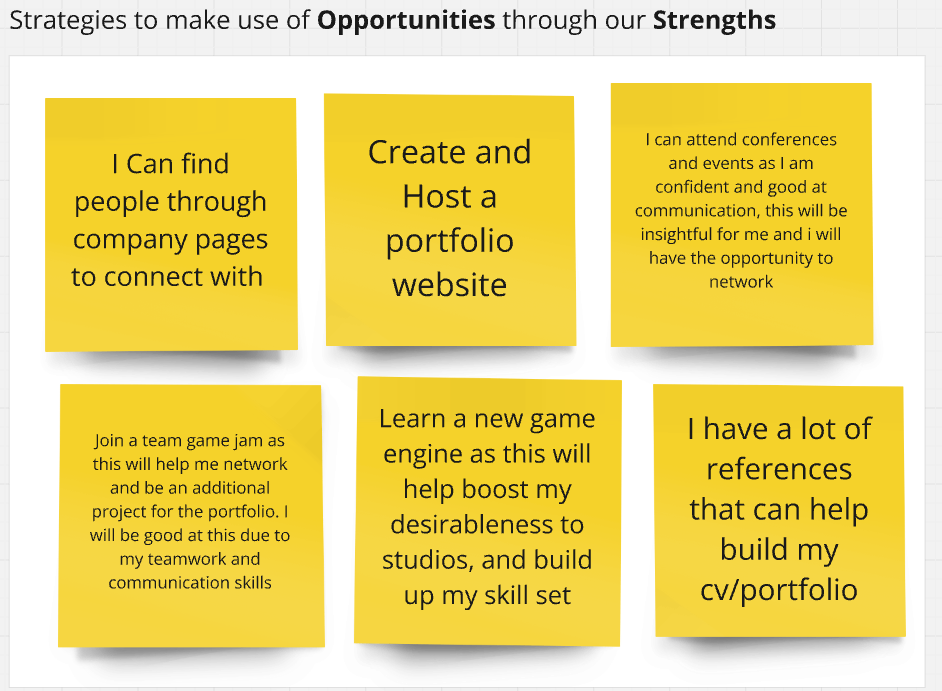 Strategies to make use of Opportunities through our Strengths
I Can find
people through
company pages
to connect with
Create and
Host a
portfolio
website
I can attend conferences
and events as I am
confident and good at
communication, this will be
insightful for me and i will
have the opportunity to
network
Join a team game jam as
this will help me network
and be an additional
project for the portfolio. I
will be good at this due to
my teamwork and
communication skills
Learn a new game
engine as this will
help boost my
desirableness to
studios, and build
up my skill set
I have a lot of
references
that can help
build my
cv/portfolio